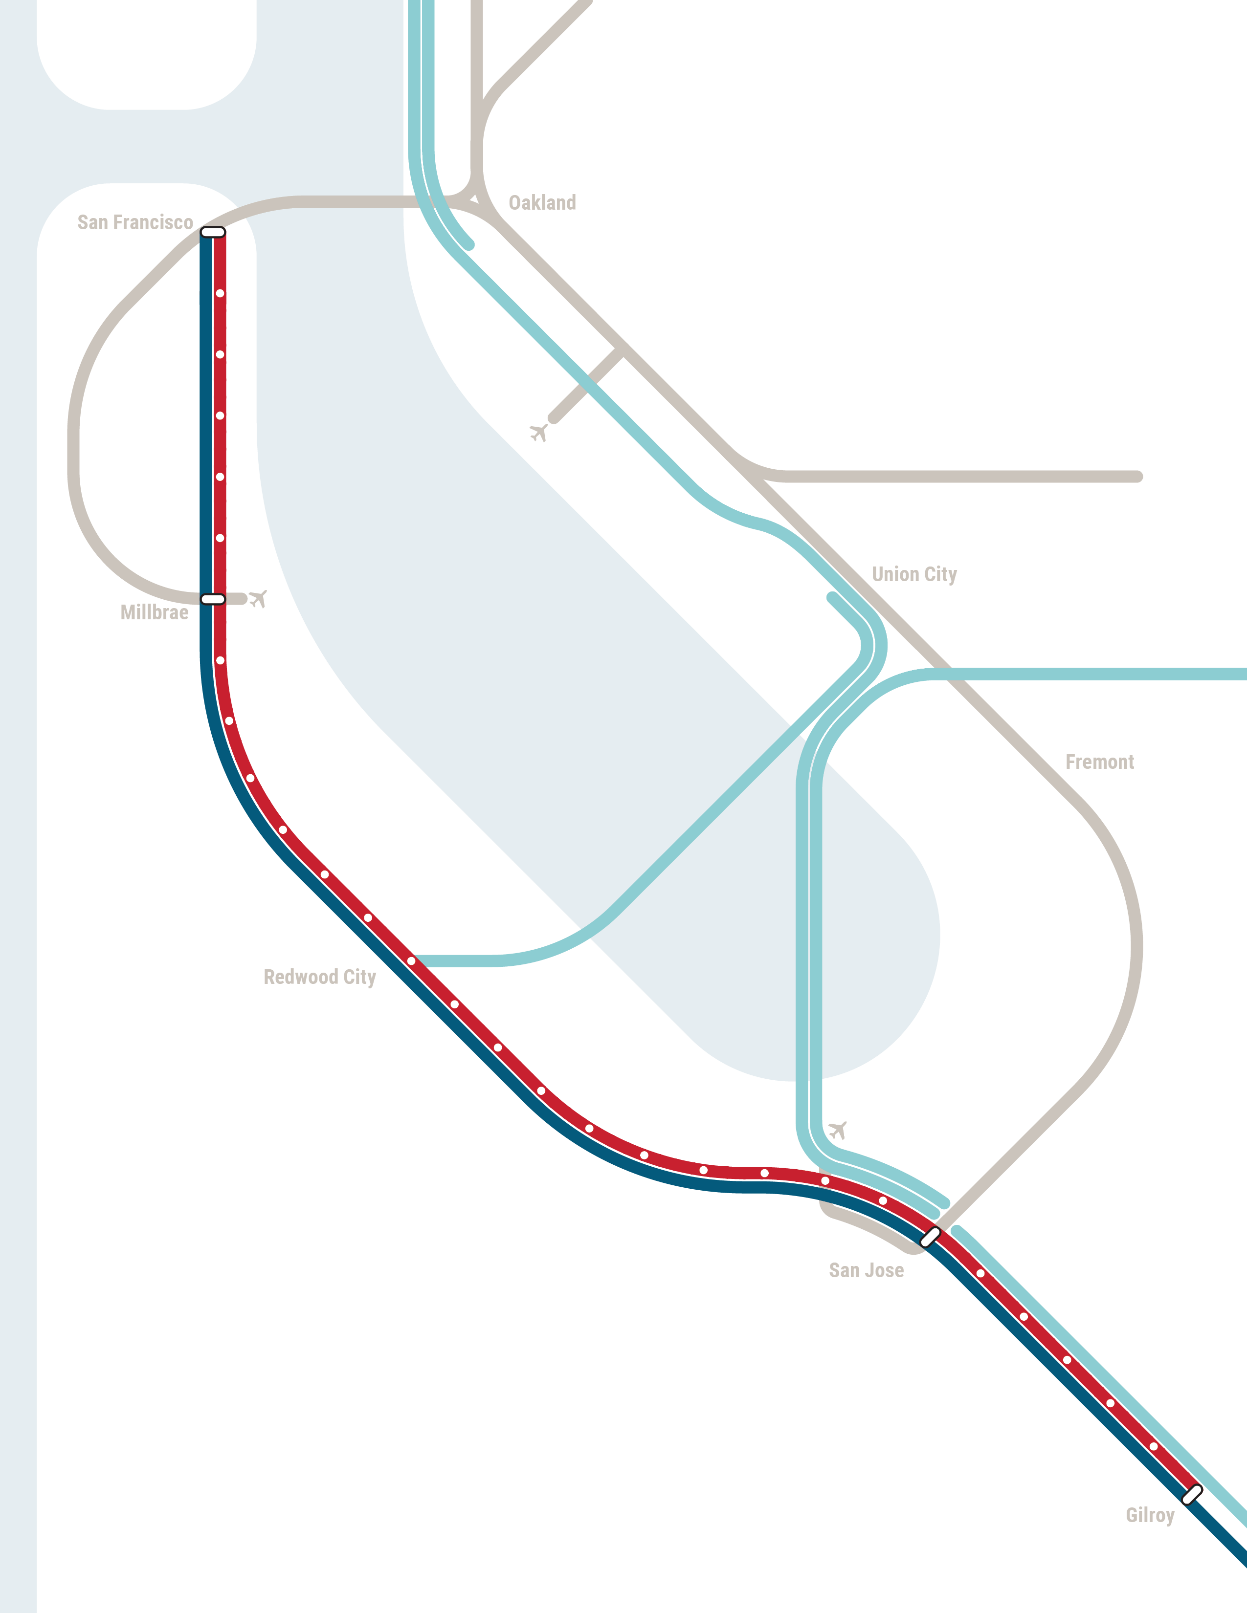 Oakland
San Francisco
Union City
Millbrae
Fremont
Redwood City
San Jose
Gilroy